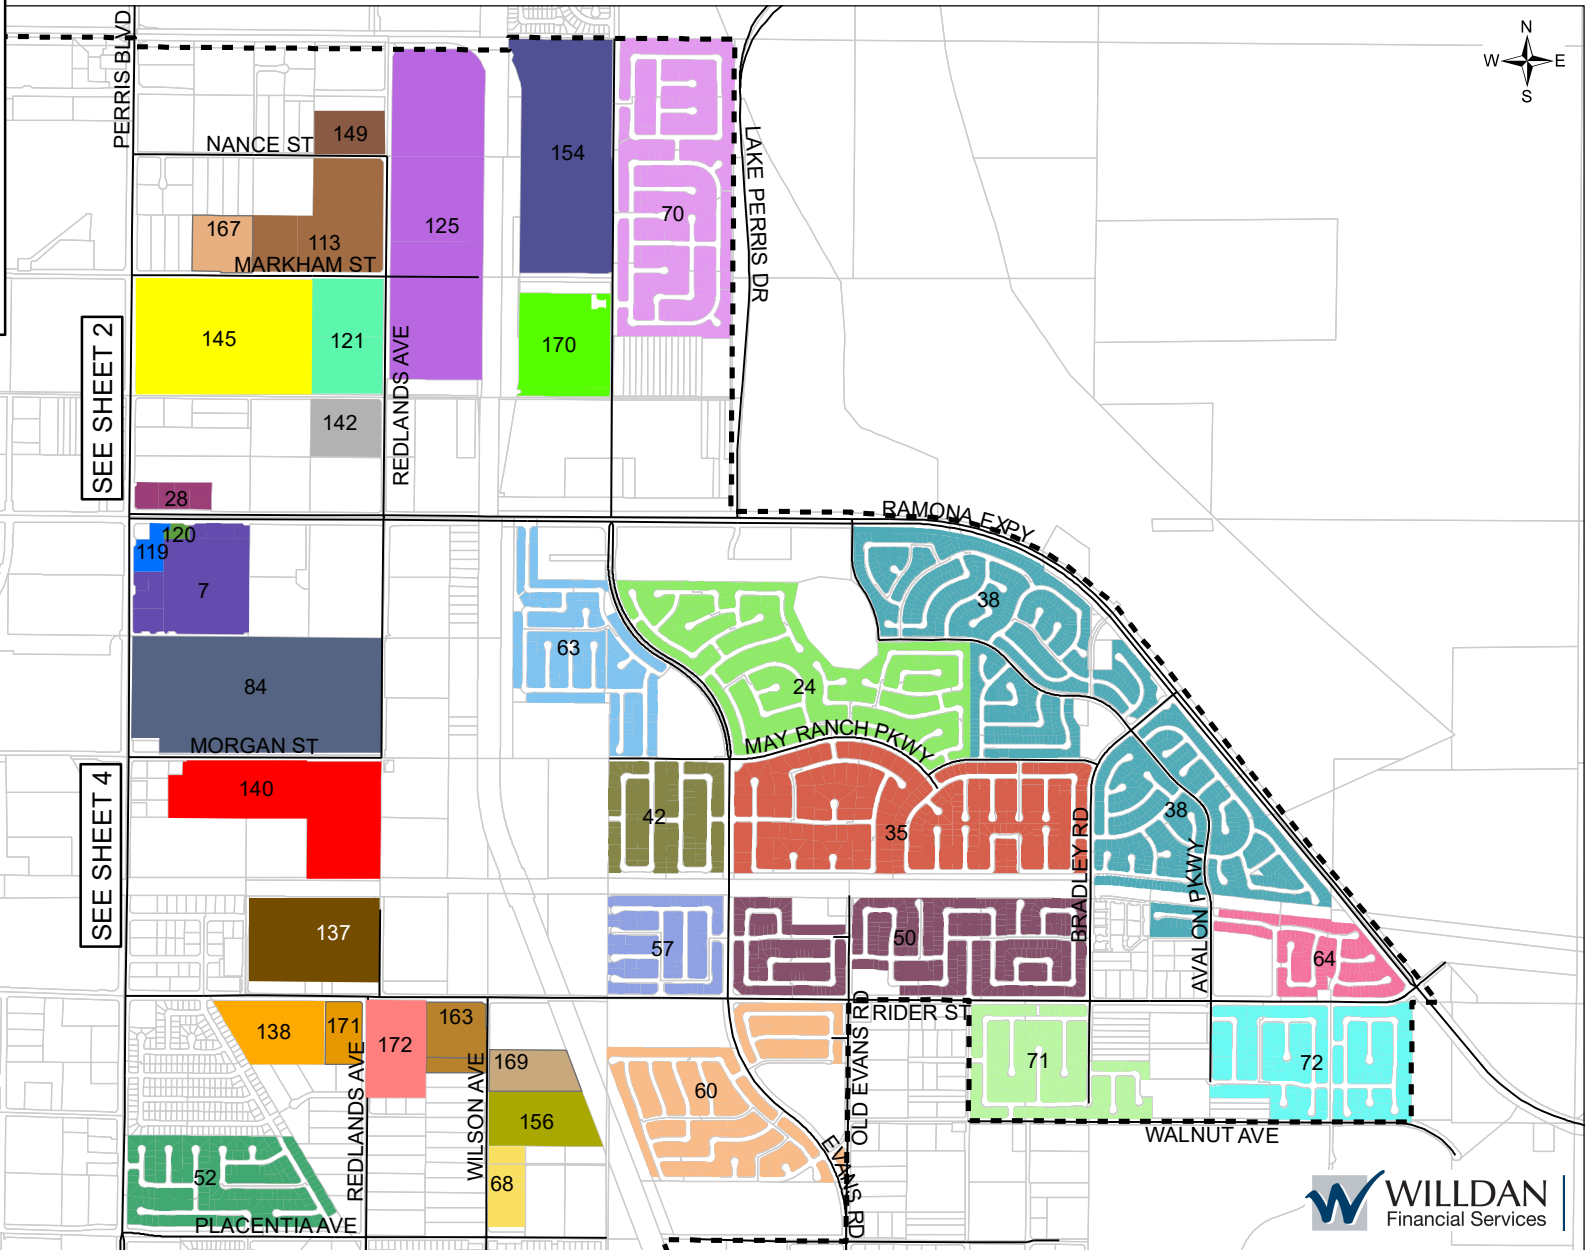 N
W
E
S
PERRIS BLVD
NANCE ST
149
154
LAKE PERRIS DR
70
167
113
125
MARKHAM ST
145
121
170
SEE SHEET 2
REDLANDS AVE
142
28
RAMONA EXPY
120
119
7
38
63
84
24
MORGAN ST
MAY RANCH PKWY
SEE SHEET 4
140
42
35
38
BRADLEY RD
AVALON PKWY
137
57
50
64
RIDER ST
138
171
172
163
169
REDLANDS AVE
WILSON AVE
OLD EVANS RD
71
72
60
156
WALNUT AVE
EVANS RD
52
68
PLACENTIA AVE
WILLDAN
Financial Services